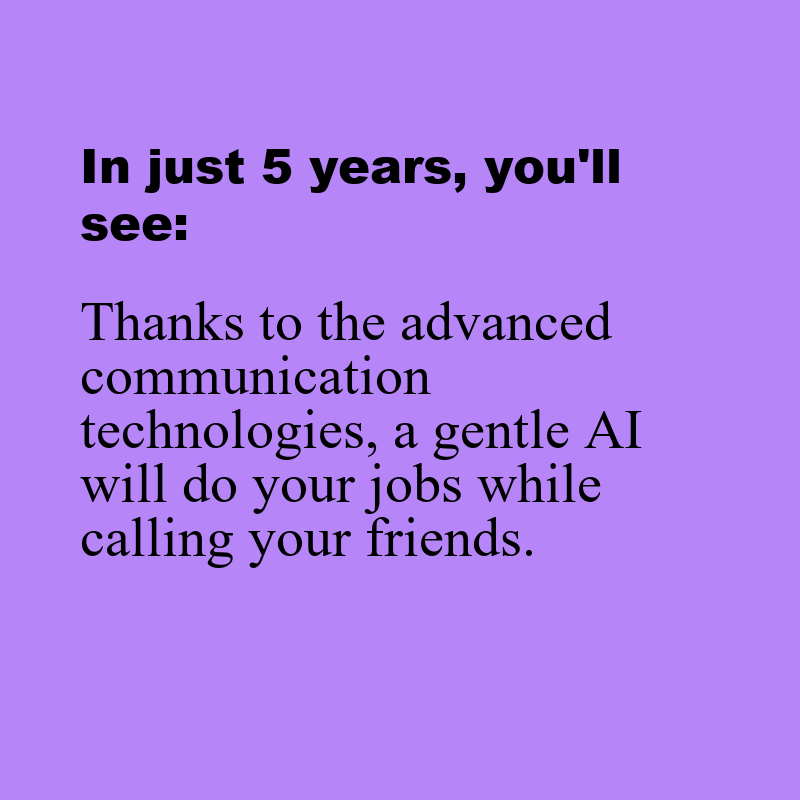 In just 5 years, you'll
see:
Thanks to the advanced
communication
technologies, a gentle AI
will do your jobs while
calling your friends.